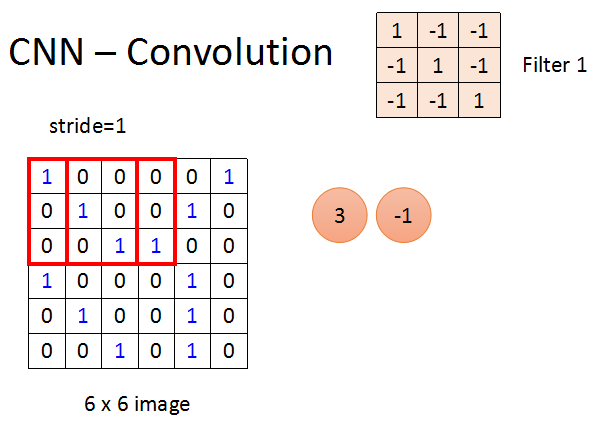 CNN – Convolution
1 -1 -1
-1 1 -1
-1 -1 1
Filter 1
stride=1
1 0 0 0 0 1
0 1 0 0 1 0
0 0 1 1 0 0
1 0 0 0 1 0
0 1 0 0 1 0
0 0 1 0 1 0
3 -1
6 x 6 image